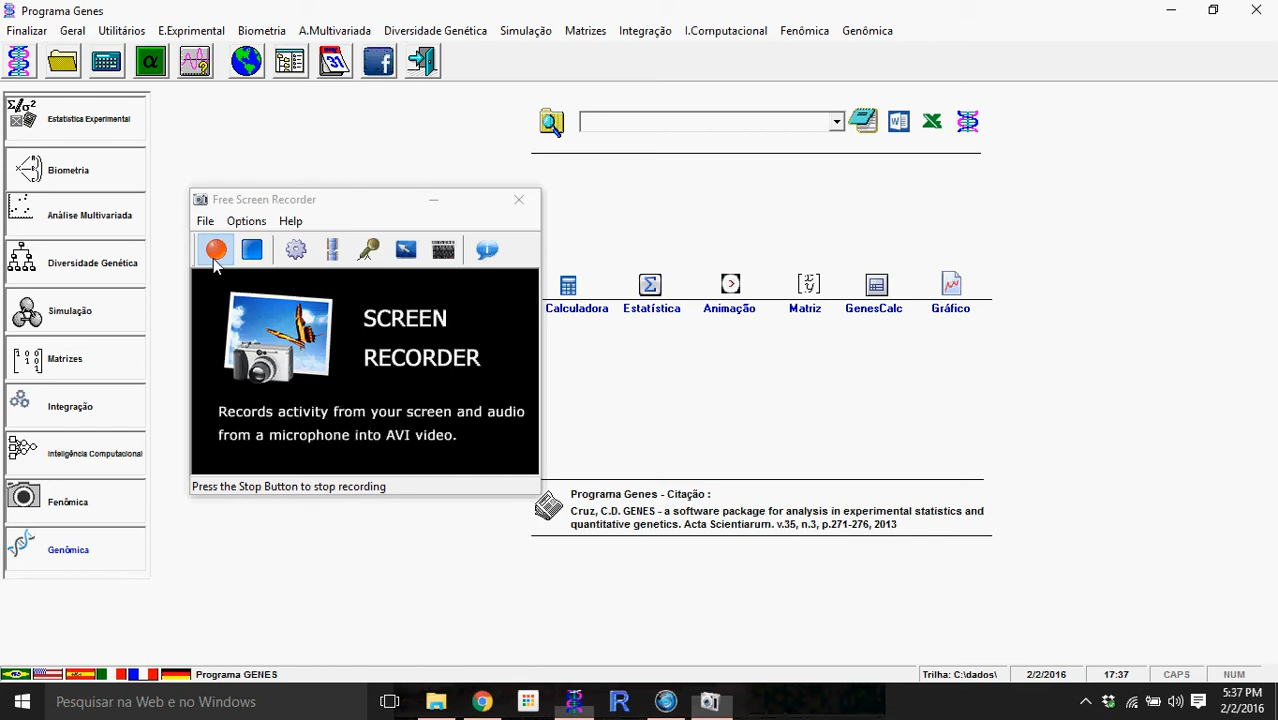 Programa Genes
Finalizar Geral Utilitários E.Exprimental Biometria A.Multivariada Diversidade Genética Simulação Matrizes Integração I.Computacional Fenômica Genômica
α 31 f
Σ/σ²
Estatística Experimental
Biometria
Análise Multivariada
Diversidade Genética
Simulação
Matrizes
Integração
Inteligência Computacional
Fenômica
Genômica
Free Screen Recorder
File Options Help
SCREEN
RECORDER
Records activity from your screen and audio
from a microphone into AVI video.
Press the Stop Button to stop recording
Calculadora Estatística Animação Matriz GenesCalc Gráfico
Programa Genes - Citação :
Cruz, C.D. GENES - a software package for analysis in experimental statistics and
quantitative genetics. Acta Scientiarum. v.35, n.3, p.271-276, 2013
Programa GENES
Trilha: C:\dados\ 2/2/2016 17:37 CAPS NUM
Pesquisar na Web e no Windows
5:37 PM
2/2/2016